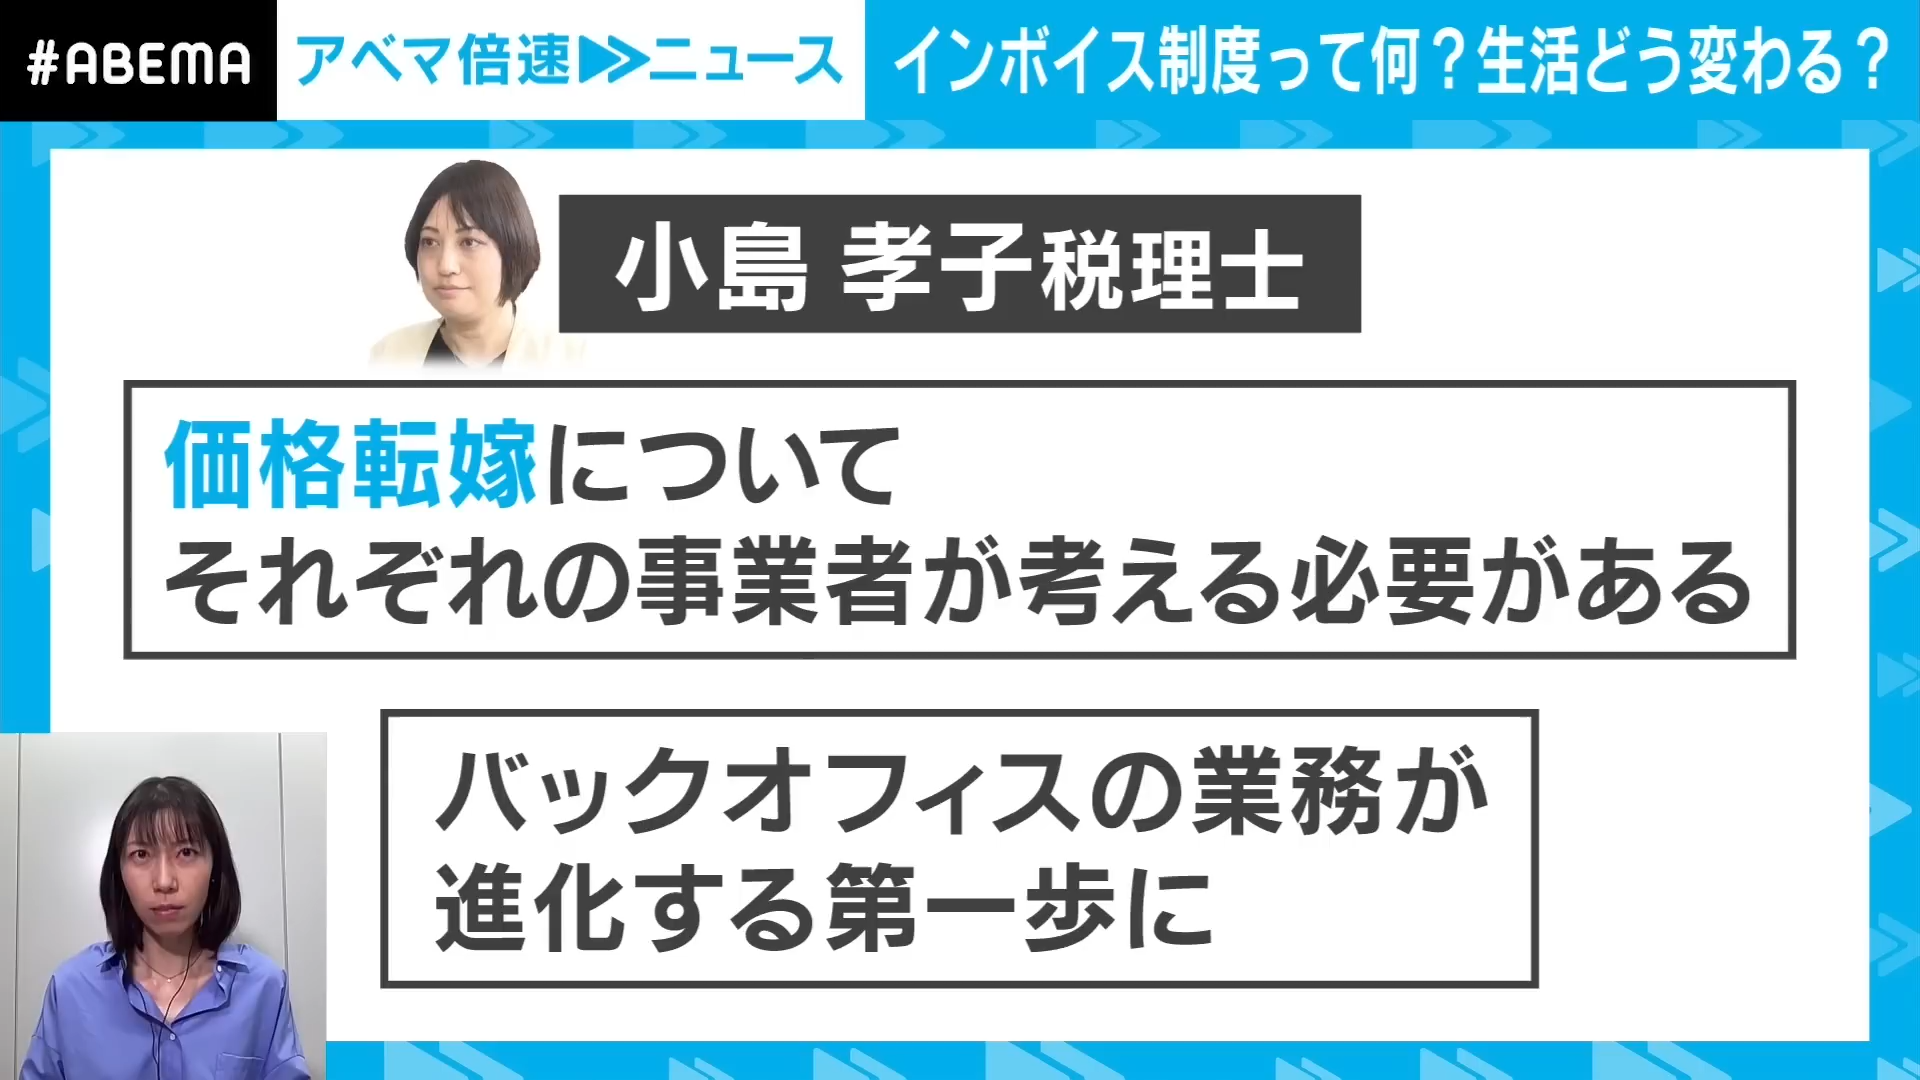 #ABEMA
アベマ倍速ニュース
インボイス制度って何？生活どう変わる？
小島 孝子税理士
価格転嫁について
それぞれの事業者が考える必要がある
バックオフィスの業務が
進化する第一歩に